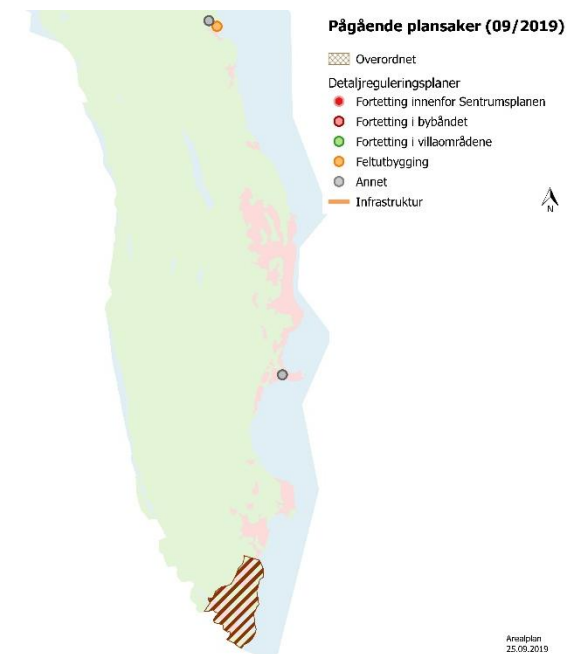 Pågående plansaker (09/2019)
Overordnet
Detaljreguleringsplaner
Fortetting innenfor Sentrumsplanen
Fortetting i bybåndet
Fortetting i villaområdene
Feltutbygging
Annet
Infrastruktur
N
Arealplan
25.09.2019